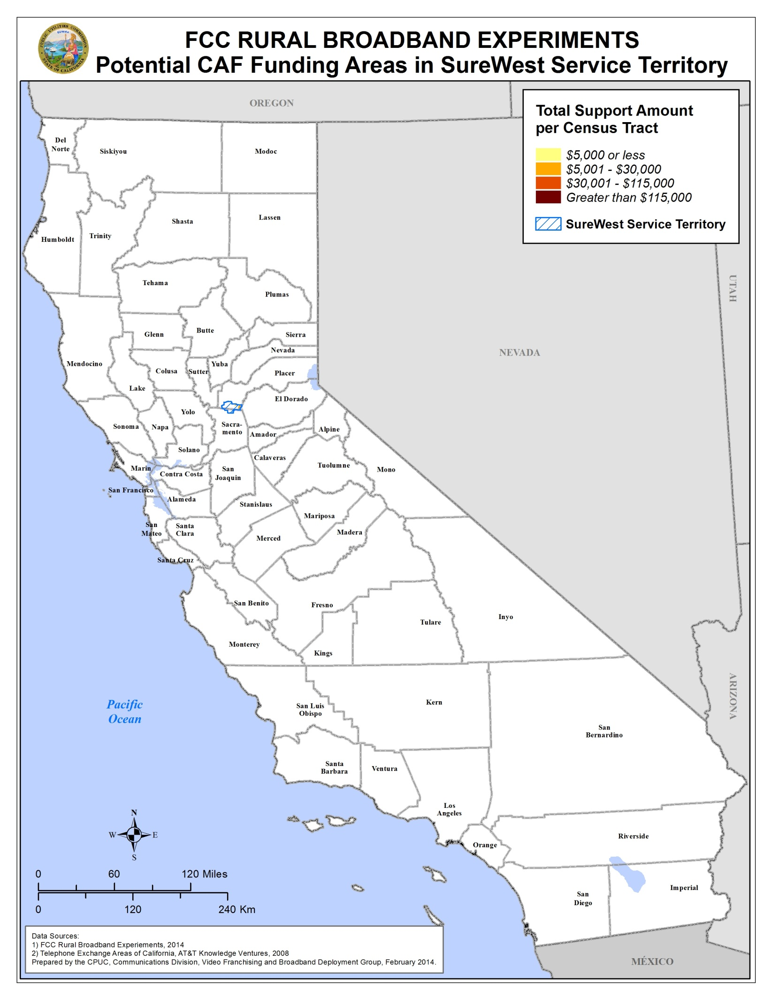 FCC RURAL BROADBAND EXPERIMENTS
Potential CAF Funding Areas in SureWest Service Territory
PUBLIC UTILITIES COMMISSION
EUREKA
STATE OF CALIFORNIA
OREGON
Total Support Amount
per Census Tract
$5,000 or less
$5,001 - $30,000
$30,001 - $115,000
Greater than $115,000
SureWest Service Territory
Del
Norte
Siskiyou
Modoc
Shasta
Lassen
Humboldt
Trinity
Tehama
Plumas
UTAH
Butte
Glenn
Sierra
Nevada
NEVADA
Mendocino
Colusa
Sutter
Yuba
Placer
Lake
El Dorado
Yolo
Sonoma
Napa
Sacra-
mento
Amador
Alpine
Solano
Calaveras
Marin
Contra Costa
San
Joaquin
Tuolumne
Mono
San Francisco
Alameda
Stanislaus
Mariposa
San
Mateo
Santa
Clara
Merced
Madera
Santa Cruz
San Benito
Fresno
Tulare
Inyo
Monterey
Kings
ARIZONA
Pacific
Ocean
San Luis
Obispo
Kern
San
Bernardino
Santa
Barbara
Ventura
Los
Angeles
Orange
Riverside
San
Diego
Imperial
MÉXICO
N
W E
S
0 60 120 Miles
0 120 240 Km
Data Sources:
1) FCC Rural Broadband Experiements, 2014
2) Telephone Exchange Areas of California, AT&T Knowledge Ventures, 2008
Prepared by the CPUC, Communications Division, Video Franchising and Broadband Deployment Group, February 2014.